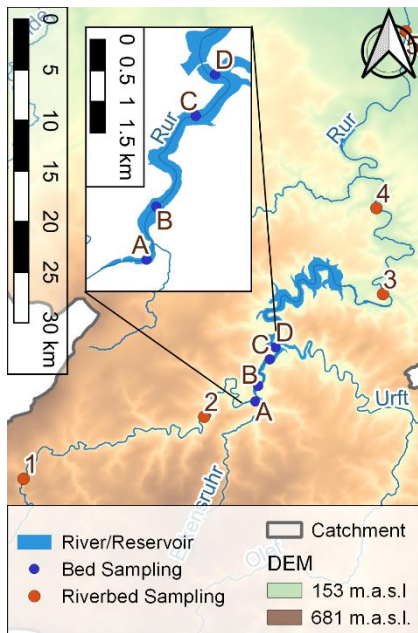 0 5 10 15 20 25 30 km
0 0.5 1 1.5 km
D
C
Rur
B
A
5
Rur
4
3
D
C
B
A
2
Urft
1
River/Reservoir
Bed Sampling
Riverbed Sampling
Catchment
DEM
153 m.a.s.l
681 m.a.s.l.